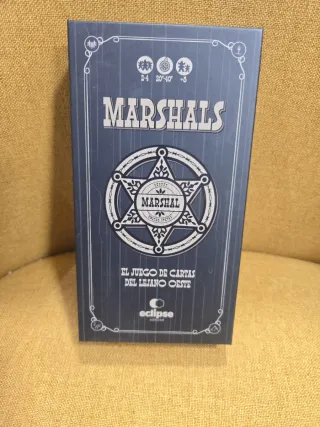 2-4 20'-40' +8
MARSHALS
MARSHAL
EL JUEGO DE CARTAS
DEL LEJANO OESTE
eclipse